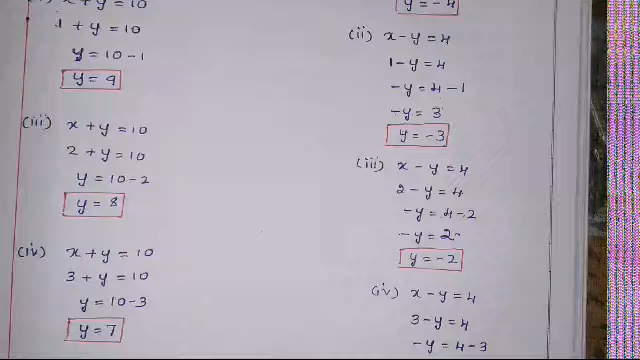 x + y = 10
1 + y = 10
y = 10 - 1
y = 9
(iii) x + y = 10
2 + y = 10
y = 10 - 2
y = 8
(iv) x + y = 10
3 + y = 10
y = 10 - 3
y = 7
y = -4
(ii) x - y = 4
1 - y = 4
-y = 4 - 1
-y = 3
y = -3
(iii) x - y = 4
2 - y = 4
-y = 4 - 2
-y = 2
y = -2
(iv) x - y = 4
3 - y = 4
-y = 4 - 3